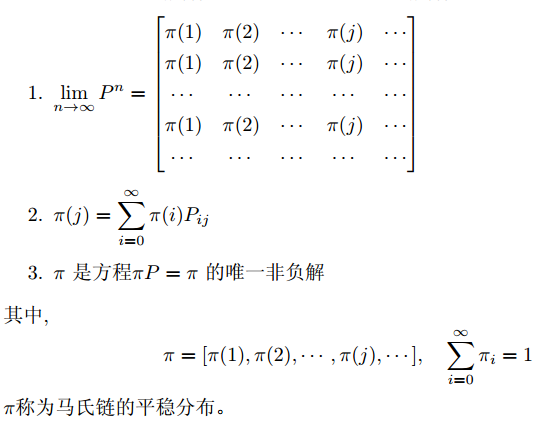 1. $\lim_{n \to \infty} P^n = \begin{bmatrix} \pi(1) & \pi(2) & \cdots & \pi(j) & \cdots \\ \pi(1) & \pi(2) & \cdots & \pi(j) & \cdots \\ \cdots & \cdots & \cdots & \cdots & \cdots \\ \pi(1) & \pi(2) & \cdots & \pi(j) & \cdots \\ \cdots & \cdots & \cdots & \cdots & \cdots \end{bmatrix}$
2. $\pi(j) = \sum_{i=0}^{\infty} \pi(i) P_{ij}$
3. π 是方程πP = π 的唯一非负解
其中,
$\pi = [\pi(1), \pi(2), \cdots, \pi(j), \cdots], \quad \sum_{i=0}^{\infty} \pi_i = 1$
π称为马氏链的平稳分布。